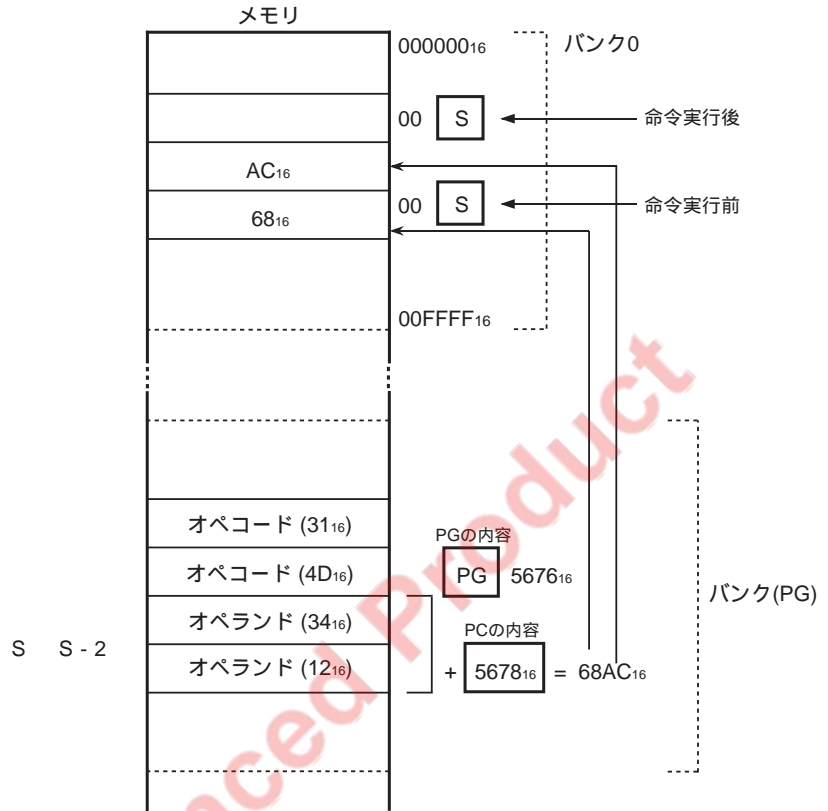 メモリ
000000₁₆
バンク0
00 S 命令実行後
AC₁₆
00 S 命令実行前
68₁₆
00FFFF₁₆
オペコード (31₁₆)
PGの内容
オペコード (4D₁₆)
PG 5676₁₆
バンク(PG)
オペランド (34₁₆)
PCの内容
S S - 2
オペランド (12₁₆)
+ 5678₁₆ = 68AC₁₆
nced Product